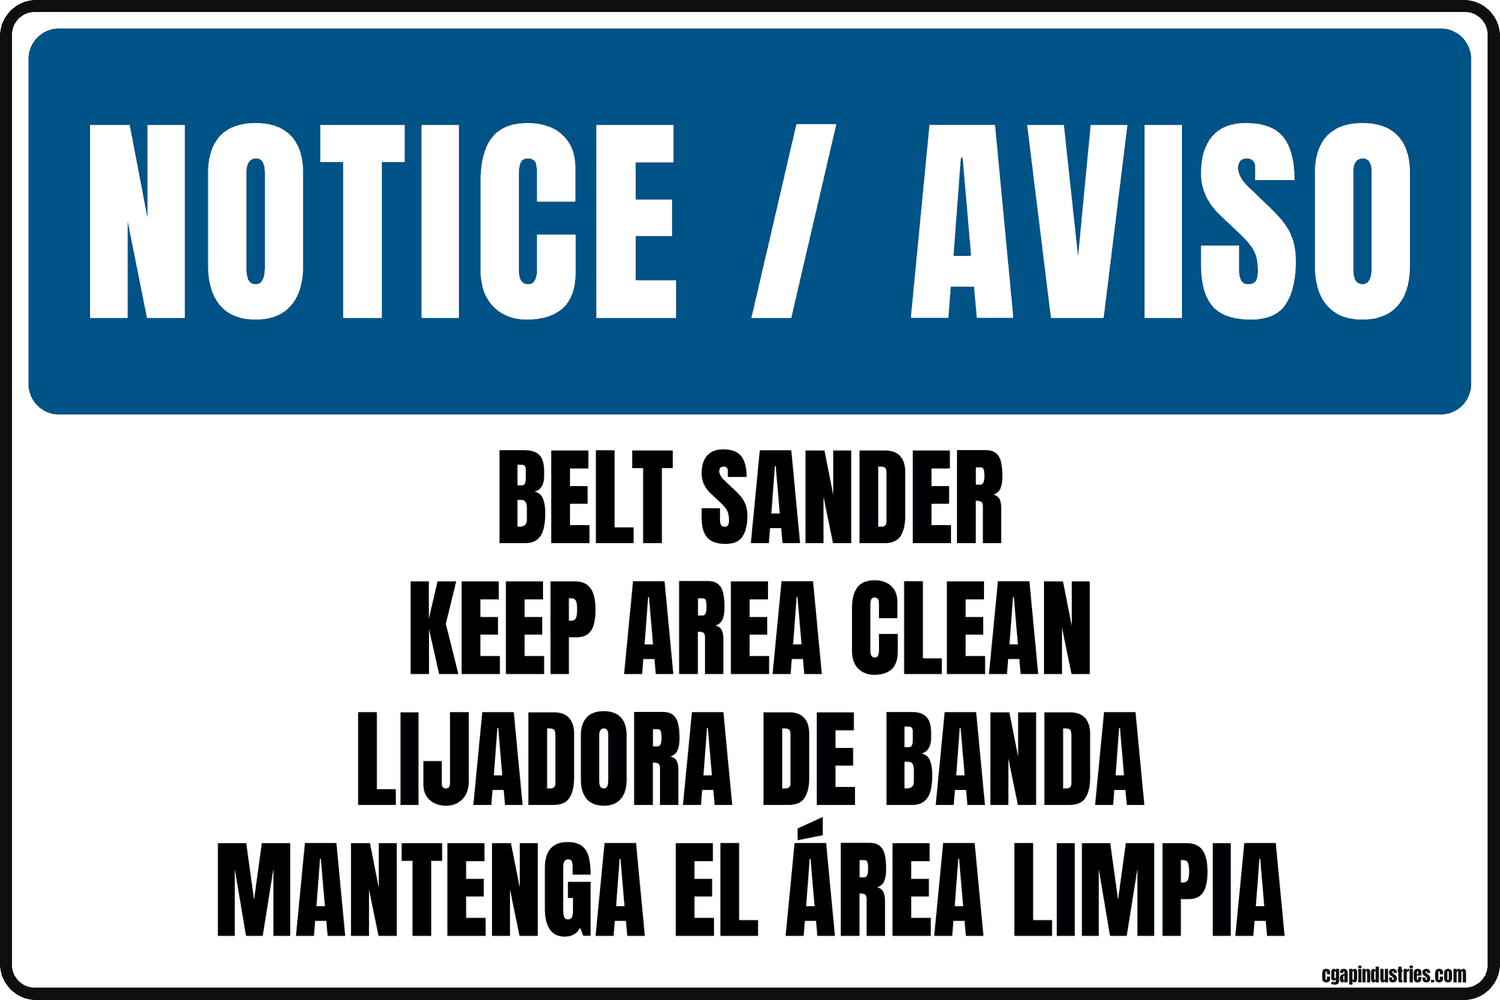 NOTICE / AVISO
BELT SANDER
KEEP AREA CLEAN
LIJADORA DE BANDA
MANTENGA EL ÁREA LIMPIA
cgapindustries.com